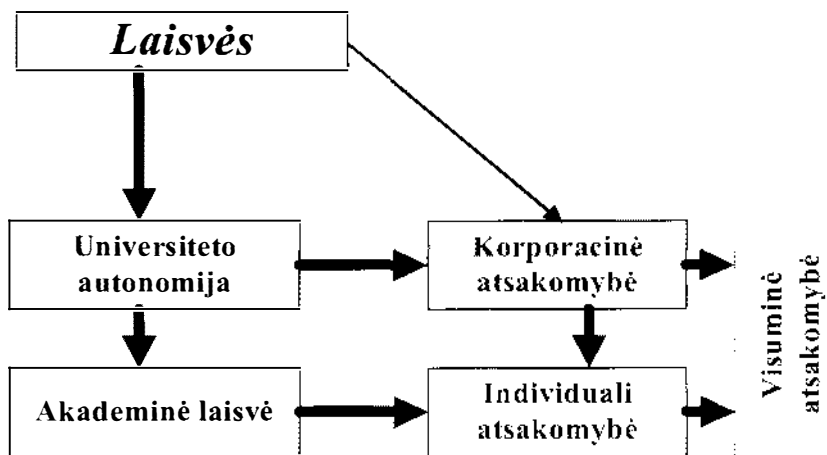 Laisvės
Universiteto
autonomija
Korporacinė
atsakomybė
Akademinė laisvė
Individuali
atsakomybė
Visuminė
atsakomybė